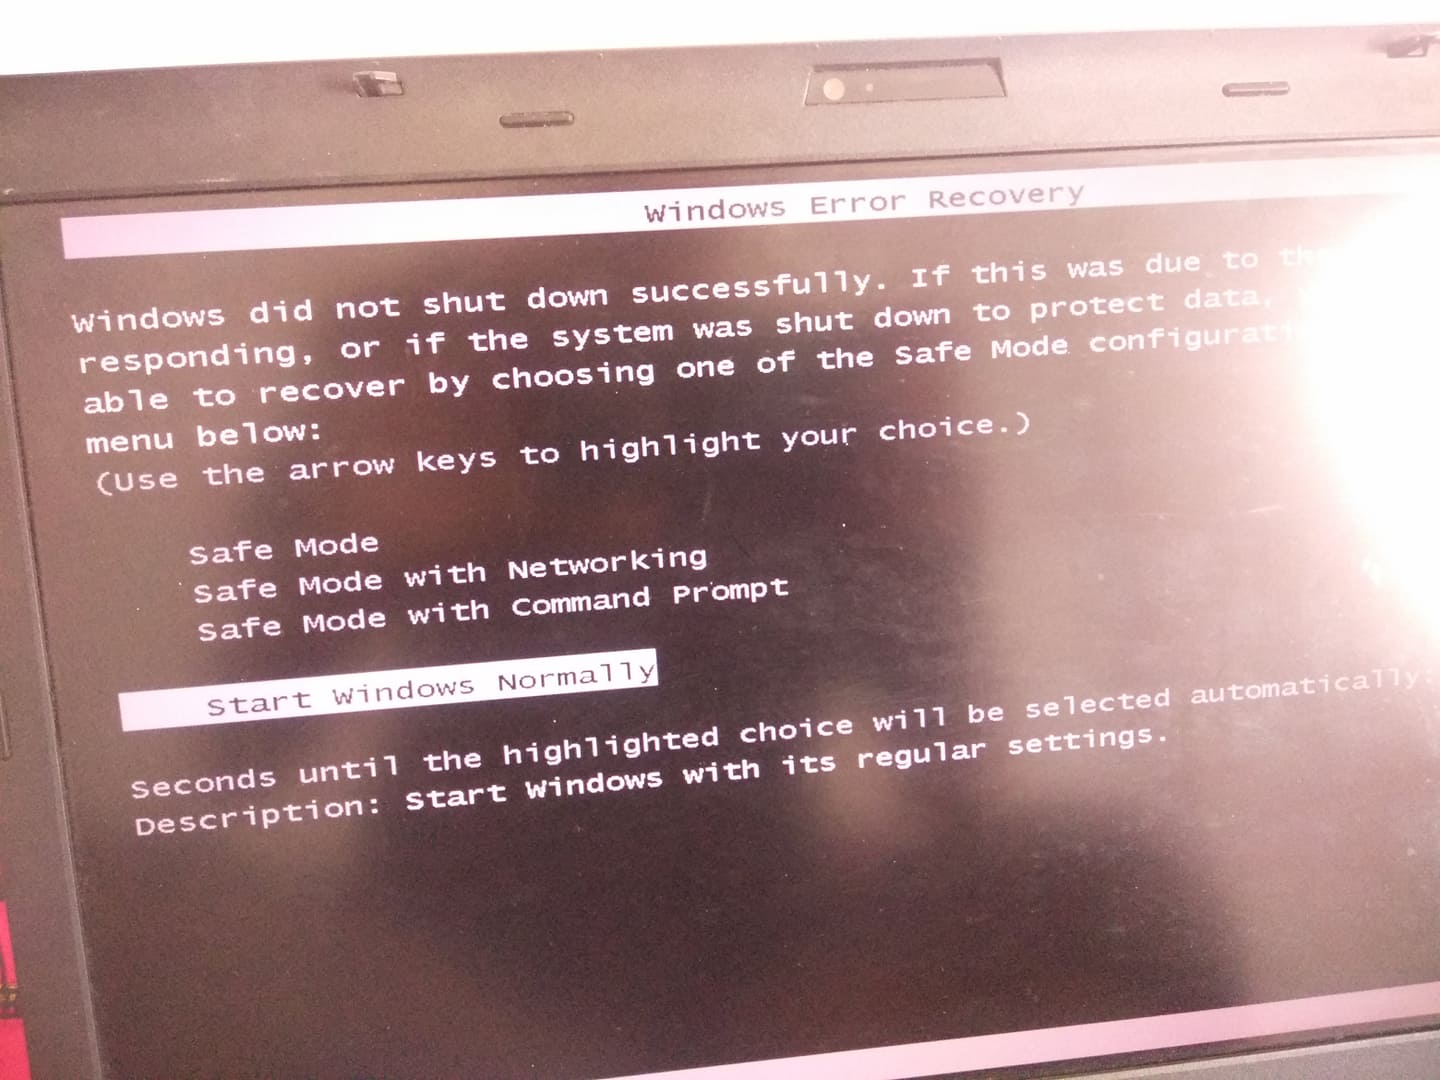 Windows Error Recovery
Windows did not shut down successfully. If this was due to the
responding, or if the system was shut down to protect data,
able to recover by choosing one of the Safe Mode
menu below:
(Use the arrow keys to highlight your choice.)
Safe Mode
Safe Mode with Networking
Safe Mode with Command Prompt
Start Windows Normally
Seconds until the highlighted choice will be selected automatically:
Description: Start Windows with its regular settings.